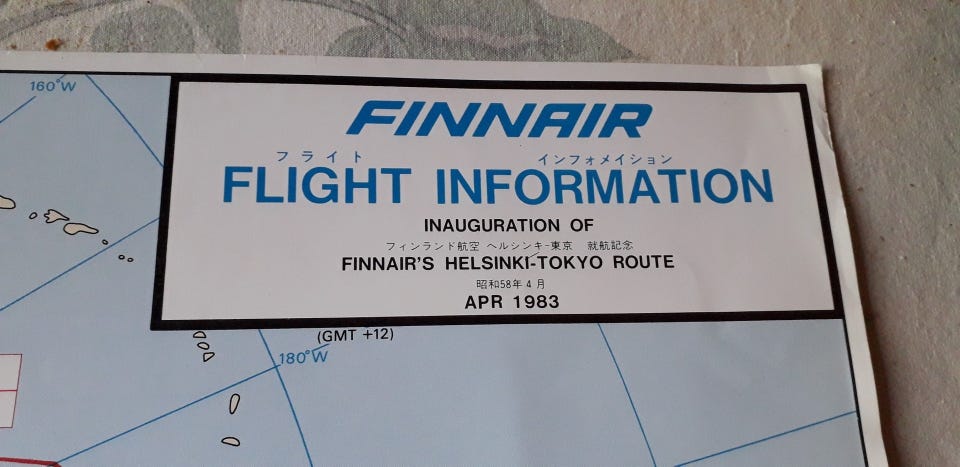 160°W
FINNAIR
フライト インフォメイション
FLIGHT INFORMATION
INAUGURATION OF
フィンランド航空 ヘルシンキ-東京 就航記念
FINNAIR'S HELSINKI-TOKYO ROUTE
昭和58年4月
APR 1983
(GMT +12)
180°W